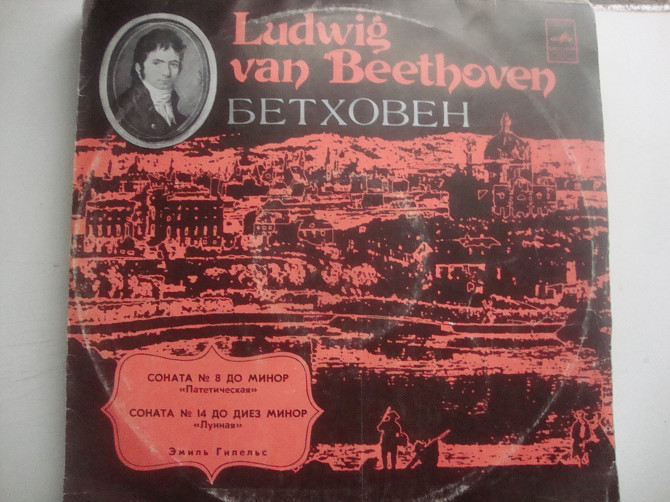 Ludwig
van Beethoven
БЕТХОВЕН
СОНАТА № 8 ДО МИНОР
«Патетическая»
СОНАТА № 14 ДО ДИЕЗ МИНОР
«Лунная»
Эмиль Гилельс